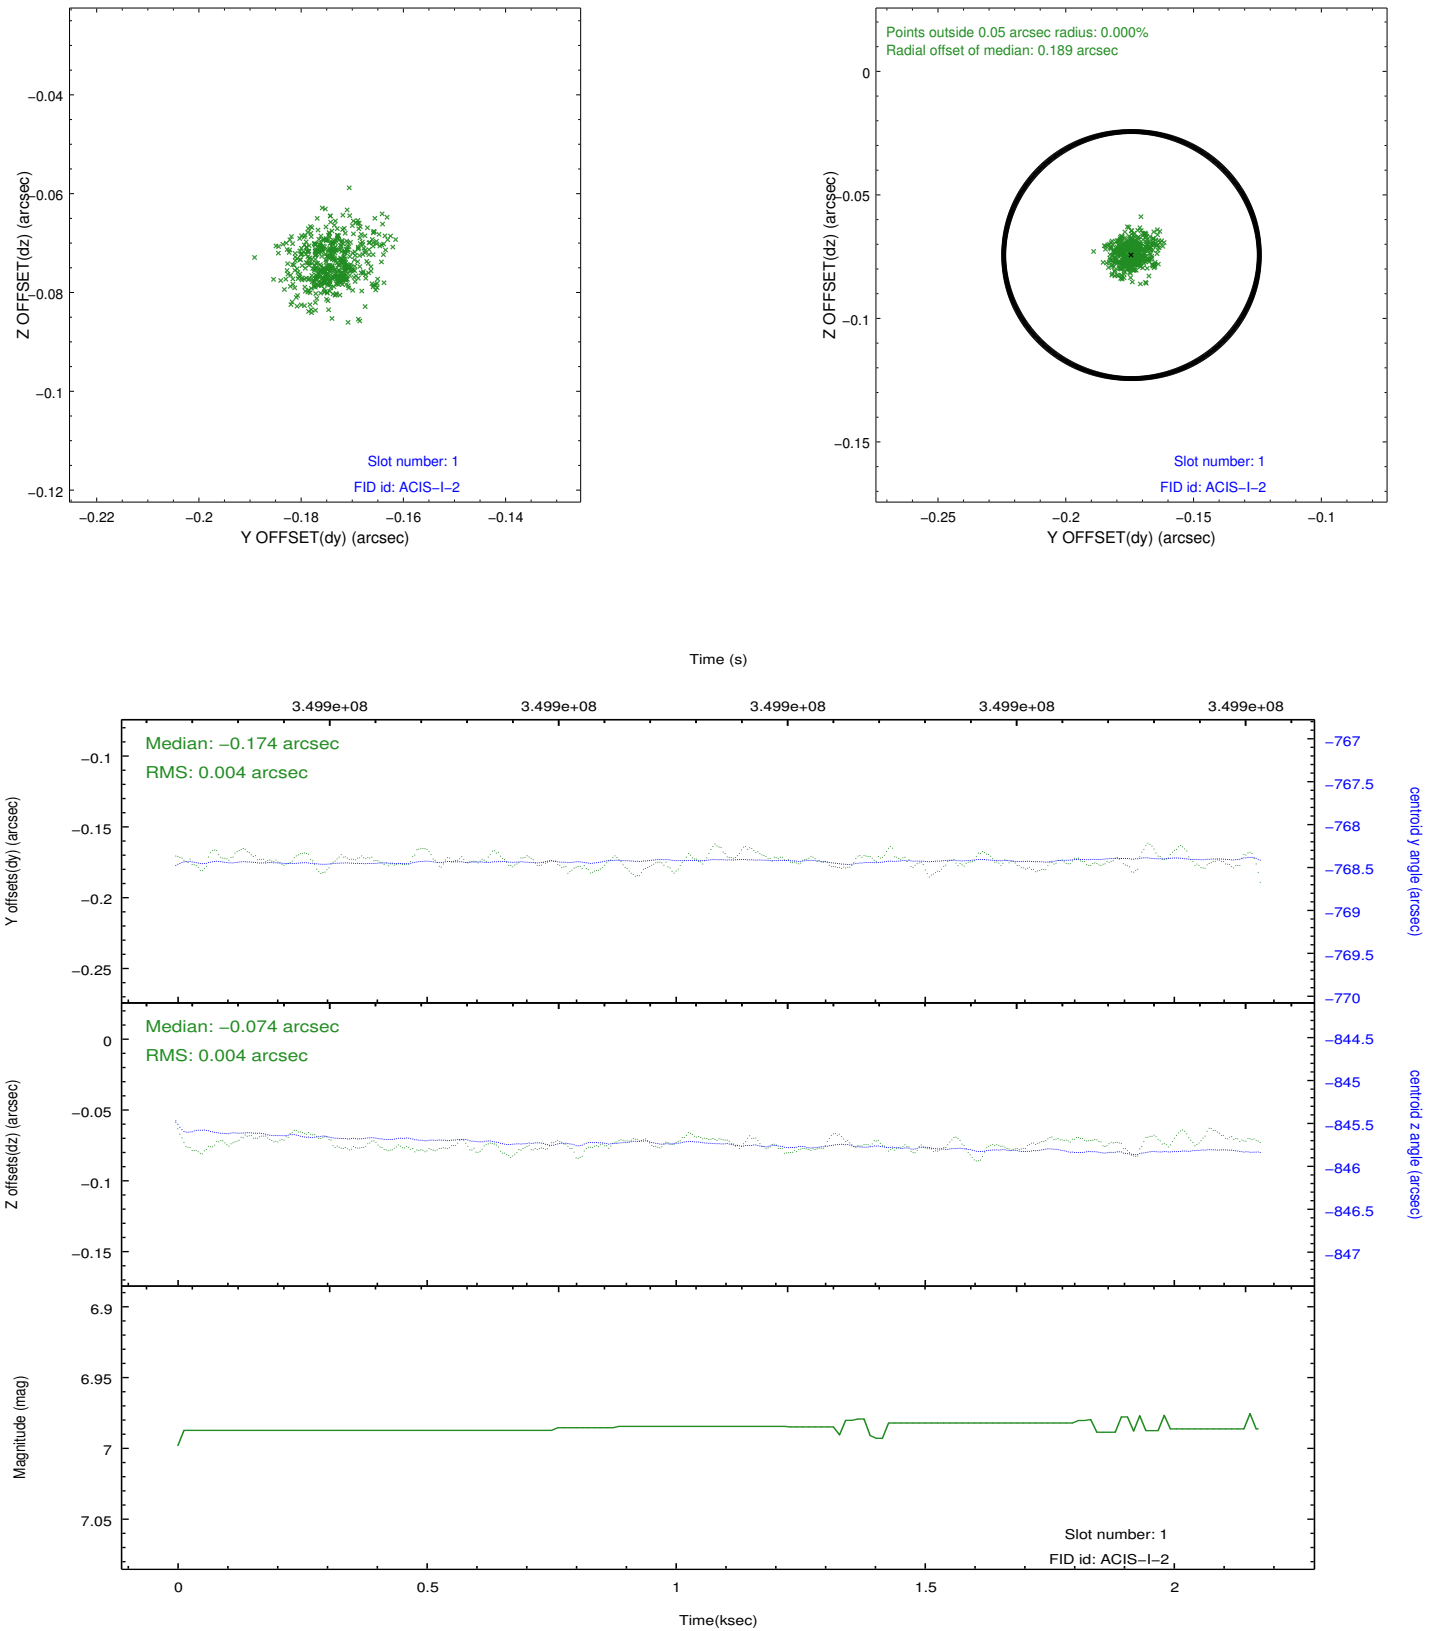 −0.04
−0.06
−0.08
−0.1
−0.12
Z OFFSET(dz) (arcsec)
Slot number: 1
FID id: ACIS−I−2
−0.22
−0.2
−0.18
−0.16
−0.14
Y OFFSET(dy) (arcsec)
Points outside 0.05 arcsec radius: 0.000%
Radial offset of median: 0.189 arcsec
0
−0.05
−0.1
−0.15
Z OFFSET(dz) (arcsec)
Slot number: 1
FID id: ACIS−I−2
−0.25
−0.2
−0.15
−0.1
Y OFFSET(dy) (arcsec)
Time (s)
3.499e+08
3.499e+08
3.499e+08
3.499e+08
3.499e+08
Median: −0.174 arcsec
RMS: 0.004 arcsec
−0.1
−0.15
−0.2
−0.25
Y offsets(dy) (arcsec)
−767
−767.5
−768
−768.5
−769
−769.5
−770
centroid y angle (arcsec)
Median: −0.074 arcsec
RMS: 0.004 arcsec
0
−0.05
−0.1
−0.15
Z offsets(dz) (arcsec)
−844.5
−845
−845.5
−846
−846.5
−847
centroid z angle (arcsec)
6.9
6.95
7
7.05
Magnitude (mag)
Slot number: 1
FID id: ACIS−I−2
0
0.5
1
1.5
2
Time(ksec)